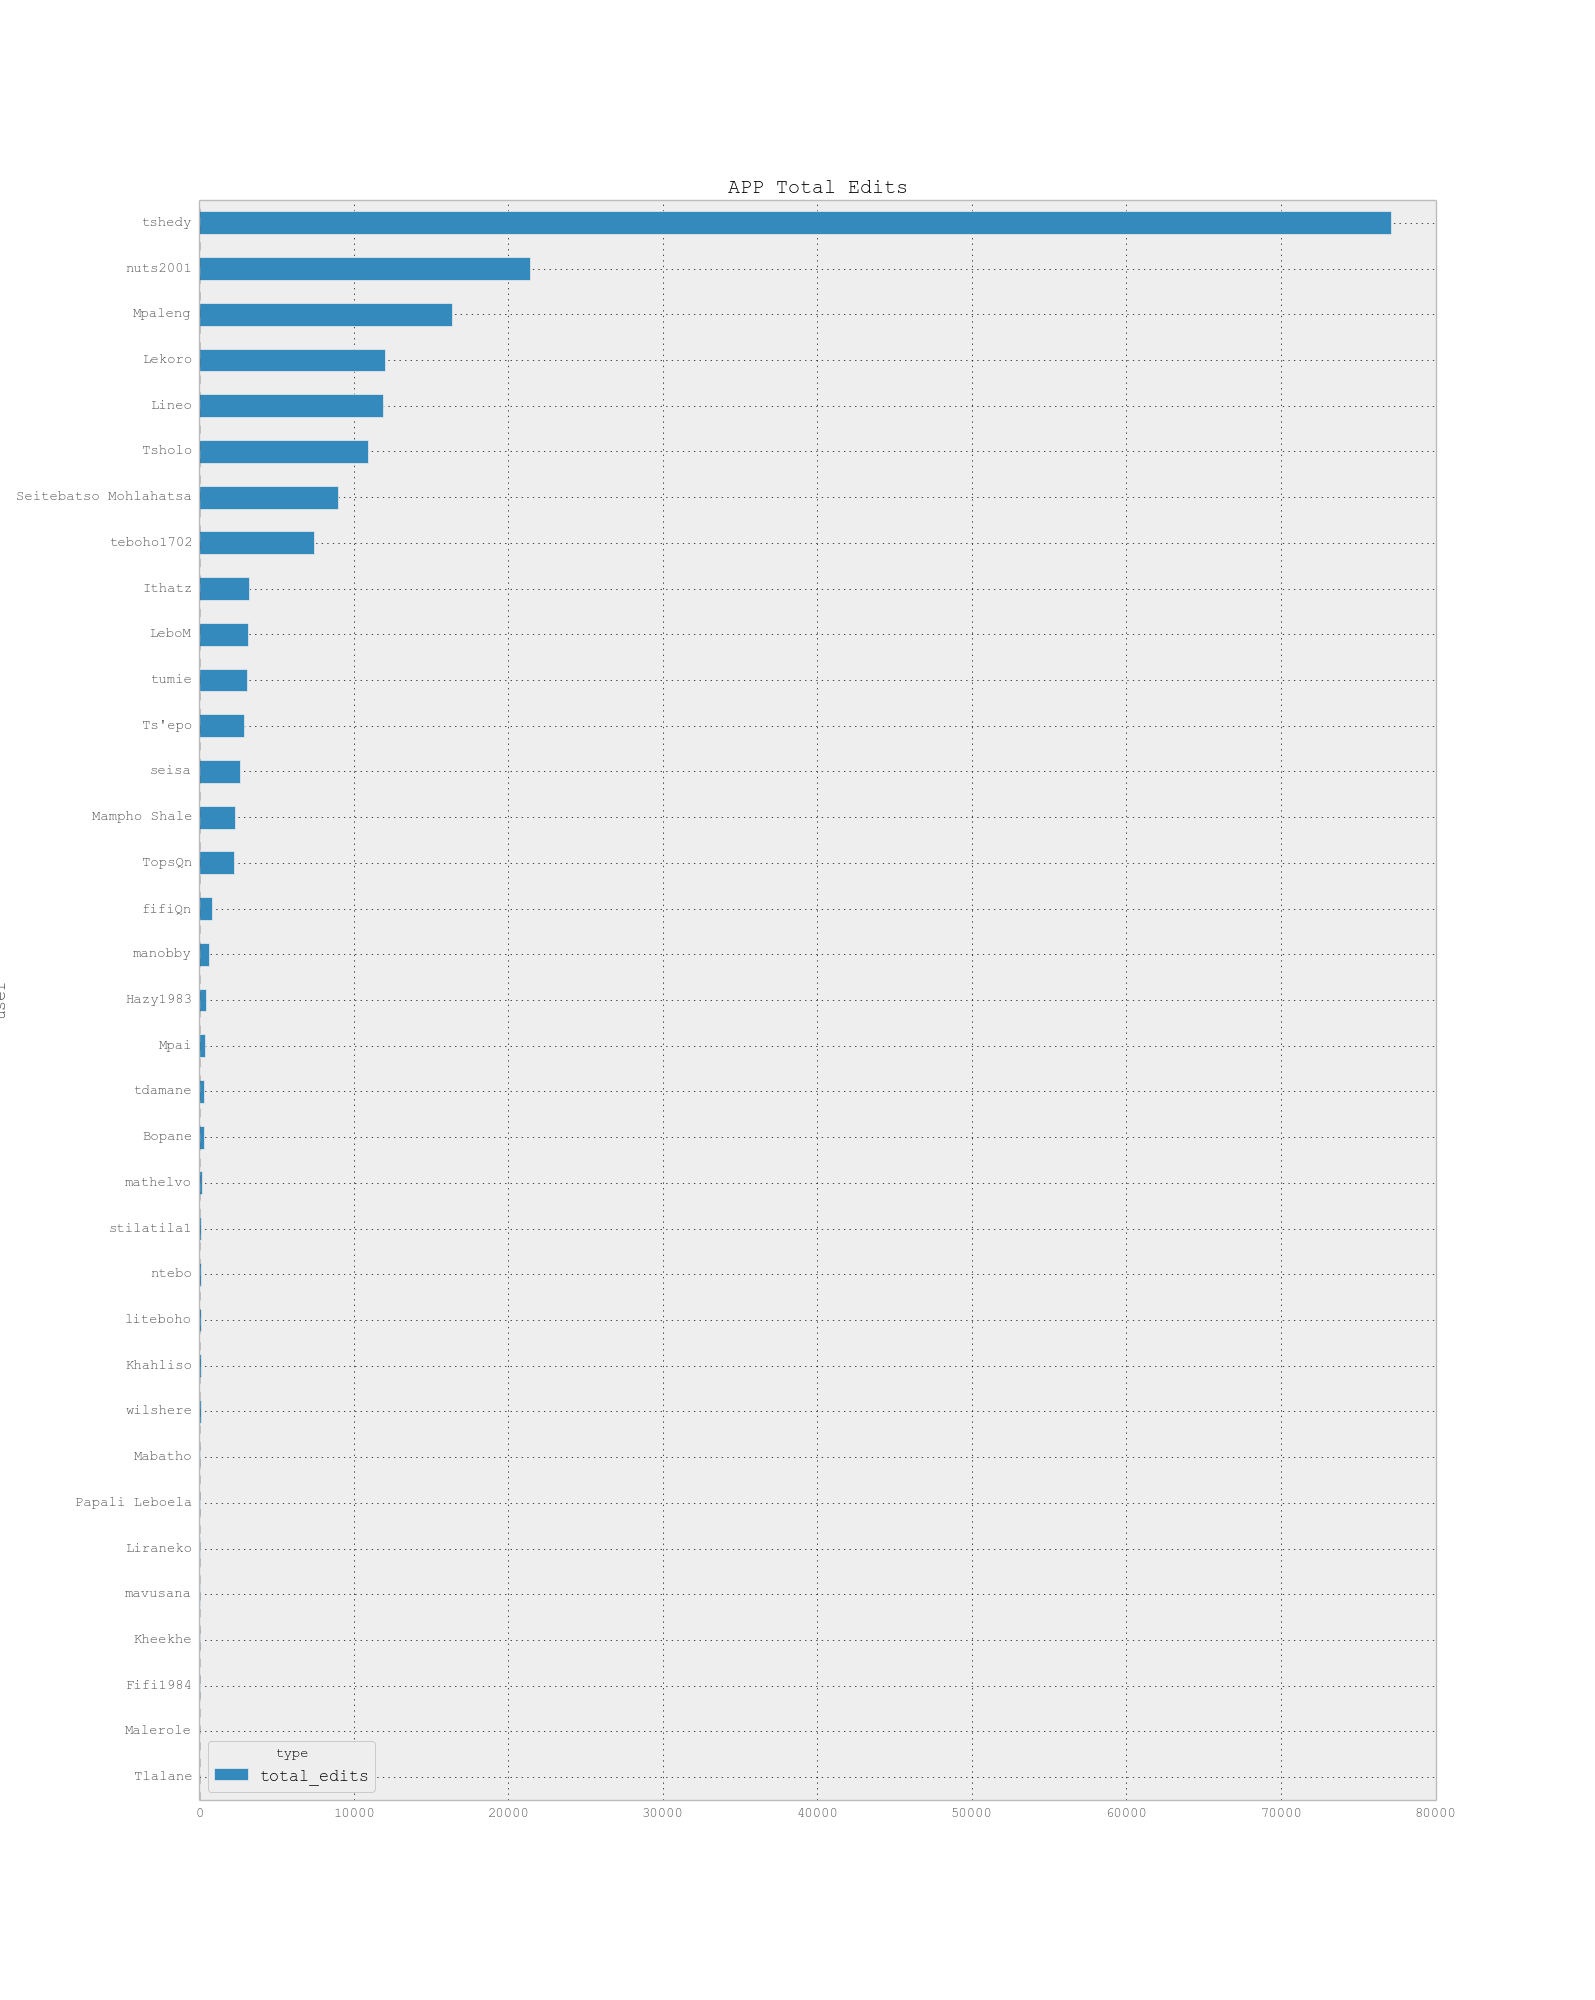 APP Total Edits
tshedy
nuts2001
Mpaleng
Lekoro
Lineo
Tsholo
Seitebatso Mohlahatsa
teboho1702
Ithatz
LeboM
tumie
Ts'epo
seisa
Mampho Shale
TopsQn
fifiQn
manobby
Hazy1983
user
Mpai
tdamane
Bopane
mathelvo
stilatila1
ntebo
liteboho
Khahliso
wilshere
Mabatho
Papali Leboela
Liraneko
mavusana
Kheekhe
Fifi1984
Malerole
Tlalane
type
total_edits
0 10000 20000 30000 40000 50000 60000 70000 80000